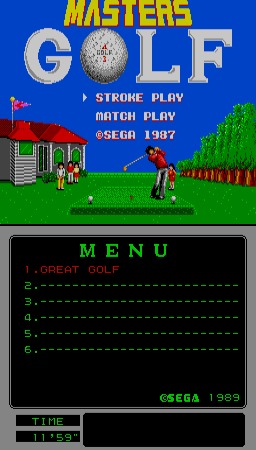 MASTERS
GOLF
GOLF
STROKE PLAY
MATCH PLAY
©SEGA 1987
MENU
1.GREAT GOLF
2.
3.
4.
5.
6.
©SEGA 1989
TIME
11'59"